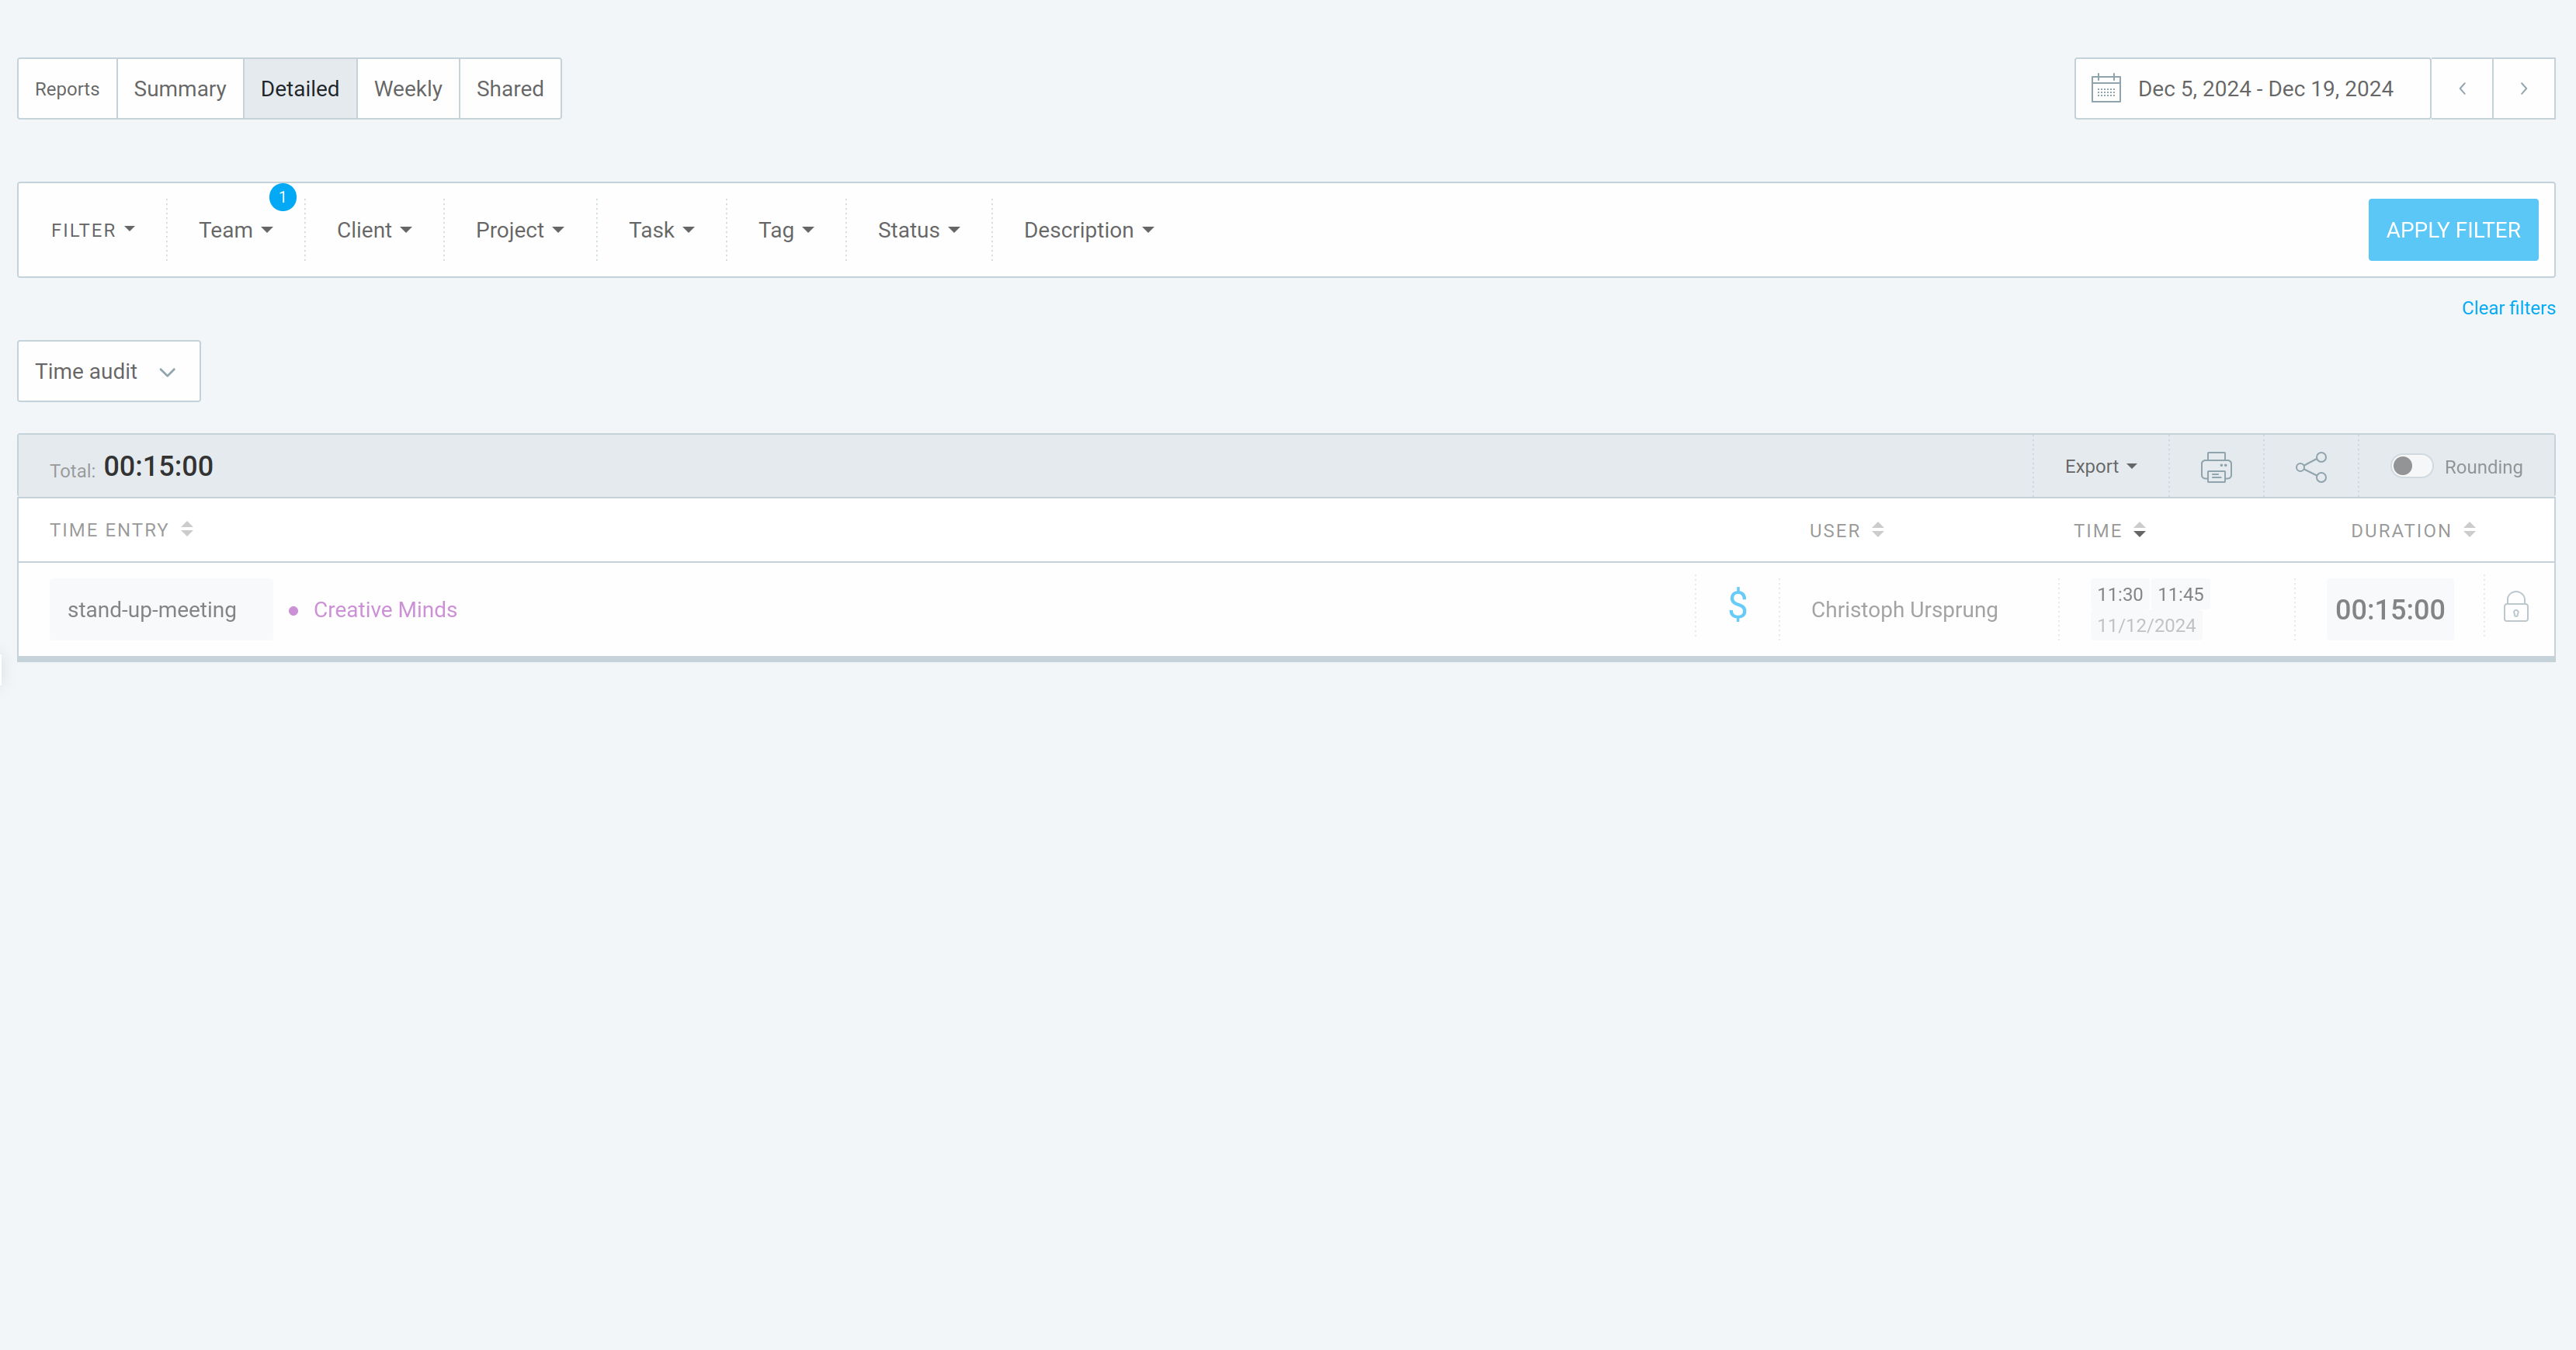 Reports Summary Detailed Weekly Shared Dec 5, 2024 - Dec 19, 2024
1
FILTER Team Client Project Task Tag Status Description APPLY FILTER
Clear filters
Time audit
Total: 00:15:00 Export Rounding
TIME ENTRY USER TIME DURATION
stand-up-meeting Creative Minds $ Christoph Ursprung 11:30 11:45 00:15:00
11/12/2024